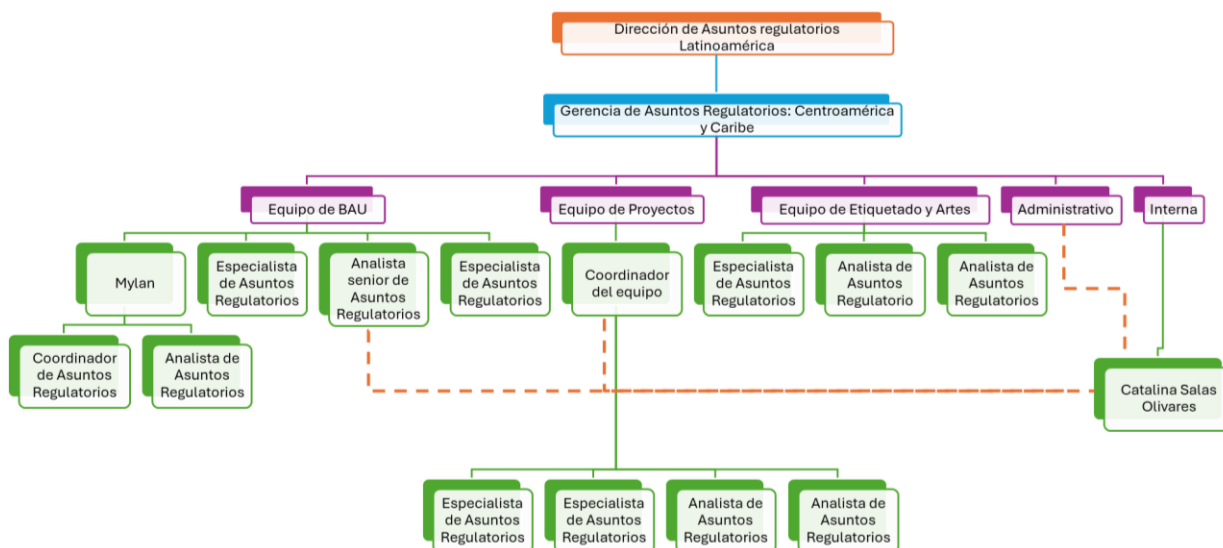 Dirección de Asuntos regulatorios
Latinoamérica
Gerencia de Asuntos Regulatorios: Centroamérica
y Caribe
Equipo de BAU
Equipo de Proyectos
Equipo de Etiquetado y Artes
Administrativo
Interna
Mylan
Especialista
de Asuntos
Regulatorios
Analista
senior de
Asuntos
Regulatorios
Especialista
de Asuntos
Regulatorios
Coordinador
del equipo
Especialista
de Asuntos
Regulatorios
Analista de
Asuntos
Regulatorio
Analista de
Asuntos
Regulatorios
Coordinador
de Asuntos
Regulatorios
Analista de
Asuntos
Regulatorios
Catalina Salas
Olivares
Especialista
de Asuntos
Regulatorios
Especialista
de Asuntos
Regulatorios
Analista de
Asuntos
Regulatorios
Analista de
Asuntos
Regulatorios